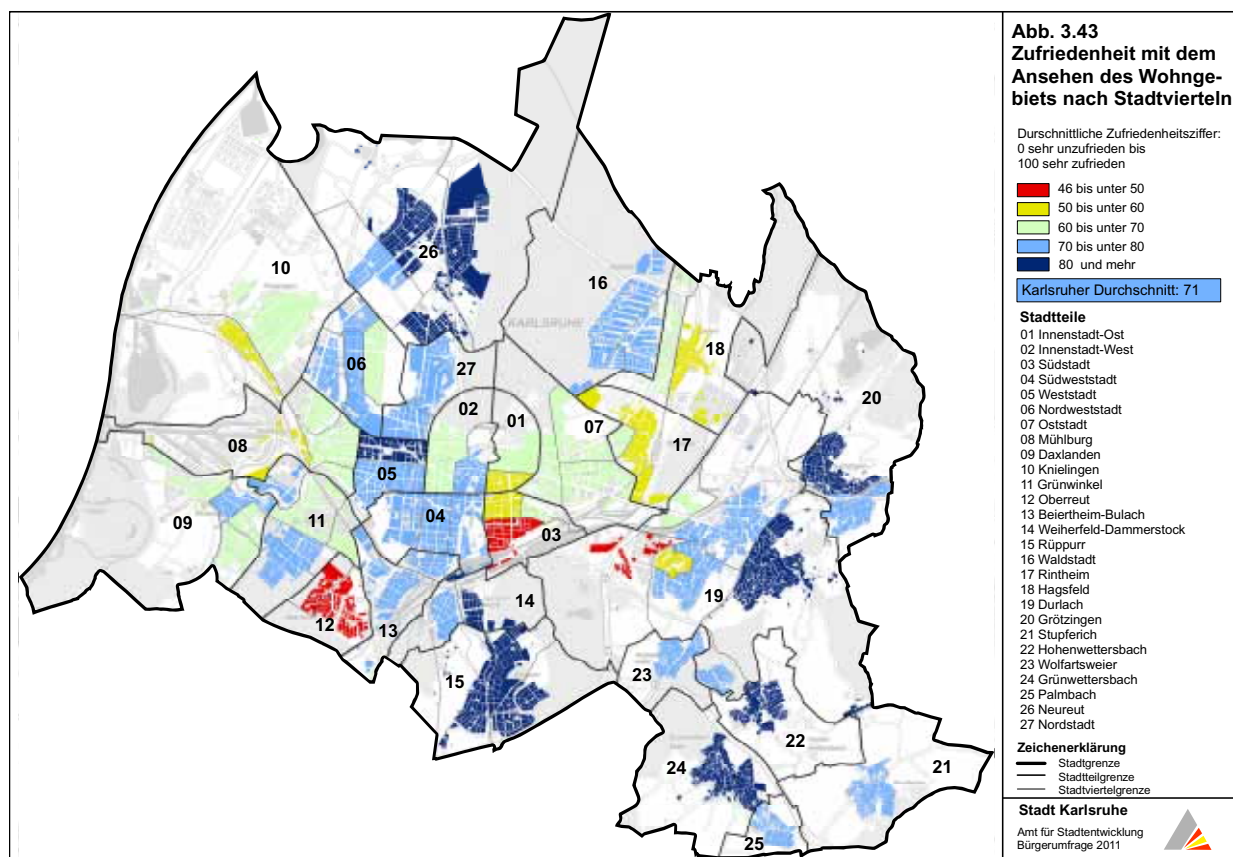 Abb. 3.43
Zufriedenheit mit dem
Ansehen des Wohnge-
biets nach Stadtvierteln
Durschnittliche Zufriedenheitsziffer:
0 sehr unzufrieden bis
100 sehr zufrieden
46 bis unter 50
50 bis unter 60
60 bis unter 70
70 bis unter 80
80 und mehr
Karlsruher Durchschnitt: 71
Stadtteile
01 Innenstadt-Ost
02 Innenstadt-West
03 Südstadt
04 Südweststadt
05 Weststadt
06 Nordweststadt
07 Oststadt
08 Mühlburg
09 Daxlanden
10 Knielingen
11 Grünwinkel
12 Oberreut
13 Beiertheim-Bulach
14 Weiherfeld-Dammerstock
15 Rüppurr
16 Waldstadt
17 Rintheim
18 Hagsfeld
19 Durlach
20 Grötzingen
21 Stupferich
22 Hohenwettersbach
23 Wolfartsweier
24 Grünwettersbach
25 Palmbach
26 Neureut
27 Nordstadt
Zeichenerklärung
Stadtgrenze
Stadtteilgrenze
Stadtviertelgrenze
Stadt Karlsruhe
Amt für Stadtentwicklung
Bürgerumfrage 2011
26
10
16
KARLSRUHE
18
06
27
20
02
01
07
08
17
05
04
09
11
03
14
19
12
13
23
15
22
24
21
25